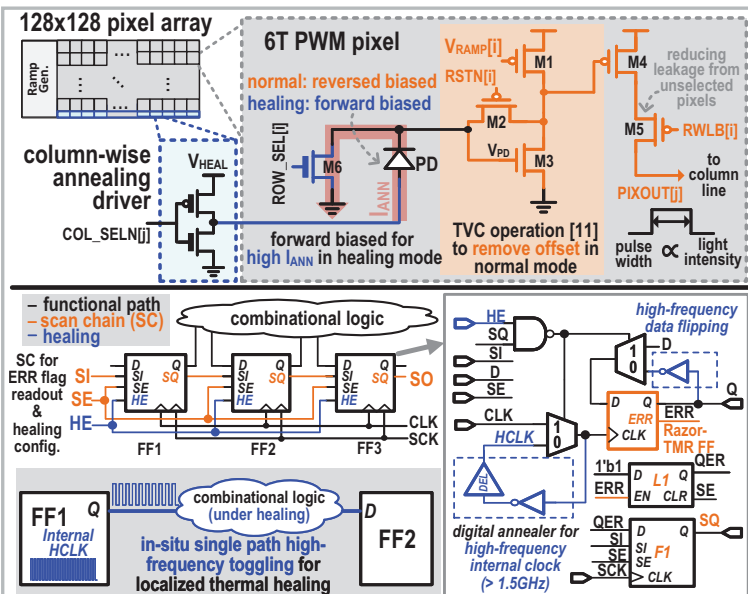 128x128 pixel array
Ramp
Gen.
column-wise
annealing
driver
VHEAL
COL_SELN[j]
6T PWM pixel
normal: reversed biased
healing: forward biased
ROW_SEL[i]
M6
IANN
PD
forward biased for
high IANN in healing mode
VRAMP[i]
RSTN[i]
M1
M2
VPD
M3
TVC operation [11]
to remove offset in
normal mode
M4
reducing
leakage from
unselected
pixels
M5
RWLB[i]
to
column
line
PIXOUT[j]
pulse
width
∝
light
intensity
– functional path
– scan chain (SC)
– healing
combinational logic
SC for
ERR flag
readout
&
healing
config.
SI
SE
HE
D Q
SI SQ
SE
HE
FF1
D Q
SI SQ
SE
HE
FF2
D Q
SI SQ
SE
HE
FF3
SO
CLK
SCK
FF1
Q
Internal
HCLK
combinational logic
(under healing)
D
FF2
in-situ single path high-
frequency toggling for
localized thermal healing
HE
SQ
SI
D
SE
CLK
HCLK
1
0
DEL
digital annealer for
high-frequency
internal clock
(> 1.5GHz)
high-frequency
data flipping
1
0
D
D Q
ERR
CLK
Q
ERR
Razor-
TMR FF
1'b1
ERR
D Q
L1
EN CLR
QER
SE
QER
SI
SE
SCK
D Q
SI
SE F1
CLK
SQ